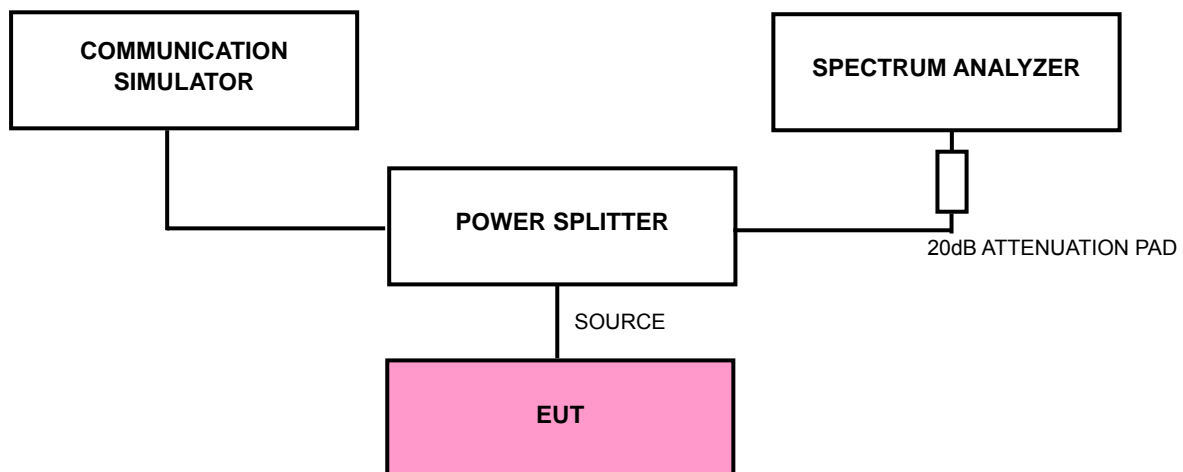 COMMUNICATION
SIMULATOR
SPECTRUM ANALYZER
POWER SPLITTER
20dB ATTENUATION PAD
SOURCE
EUT